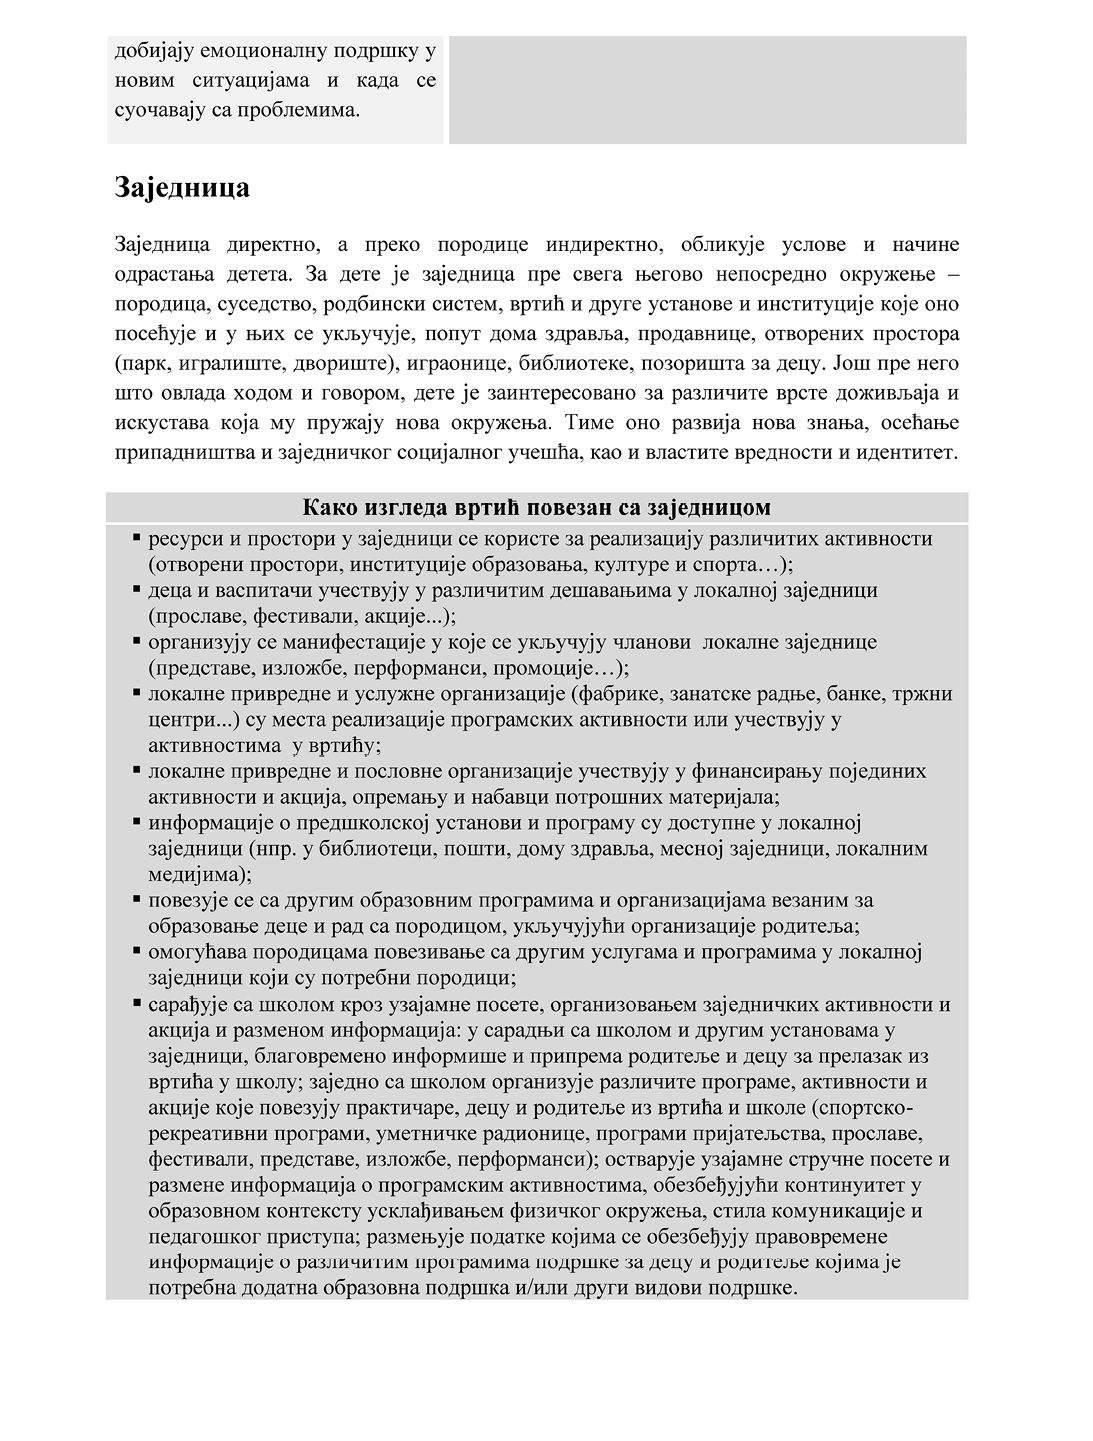 добијају емоционалну подршку у
новим ситуацијама и када се
суочавају са проблемима.
Заједница
Заједница директно, а преко породице индиректно, обликује услове и начине
одрастања детета. За дете је заједница пре свега његово непосредно окружење –
породица, суседство, родбински систем, вртић и друге установе и институције које оно
посећује и у њих се укључује, попут дома здравља, продавнице, отворених простора
(парк, игралиште, двориште), играонице, библиотеке, позоришта за децу. Још пре него
што овлада ходом и говором, дете је заинтересовано за различите врсте доживљаја и
искустава која му пружају нова окружења. Тиме оно развија нова знања, осећање
припадништва и заједничког социјалног учешћа, као и властите вредности и идентитет.
Како изгледа вртић повезан са заједницом
▪ ресурси и простори у заједници се користе за реализацију различитих активности
(отворени простори, институције образовања, културе и спорта…);
▪ деца и васпитачи учествују у различитим дешавањима у локалној заједници
(прославе, фестивали, акције...);
▪ организују се манифестације у које се укључују чланови локалне заједнице
(представе, изложбе, перформанси, промоције…);
▪ локалне привредне и услужне организације (фабрике, занатске радње, банке, тржни
центри...) су места реализације програмских активности или учествују у
активностима у вртићу;
▪ локалне привредне и пословне организације учествују у финансирању појединих
активности и акција, опремању и набавци потрошних материјала;
▪ информације о предшколској установи и програму су доступне у локалној
заједници (нпр. у библиотеци, пошти, дому здравља, месној заједници, локалним
медијима);
▪ повезује се са другим образовним програмима и организацијама везаним за
образовање деце и рад са породицом, укључујући организације родитеља;
▪ омогућава породицама повезивање са другим услугама и програмима у локалној
заједници који су потребни породици;
▪ сарађује са школом кроз узајамне посете, организовањем заједничких активности и
акција и разменом информација: у сарадњи са школом и другим установама у
заједници, благовремено информише и припрема родитеље и децу за прелазак из
вртића у школу; заједно са школом организује различите програме, активности и
акције које повезују практичаре, децу и родитеље из вртића и школе (спортско-
рекреативни програми, уметничке радионице, програми пријатељства, прославе,
фестивали, представе, изложбе, перформанси); остварује узајамне стручне посете и
размене информација о програмским активностима, обезбеђујући континуитет у
образовном контексту усклађивањем физичког окружења, стила комуникације и
педагошког приступа; размењује податке којима се обезбеђују правовремене
информације о различитим програмима подршке за децу и родитеље којима је
потребна додатна образовна подршка и/или други видови подршке.